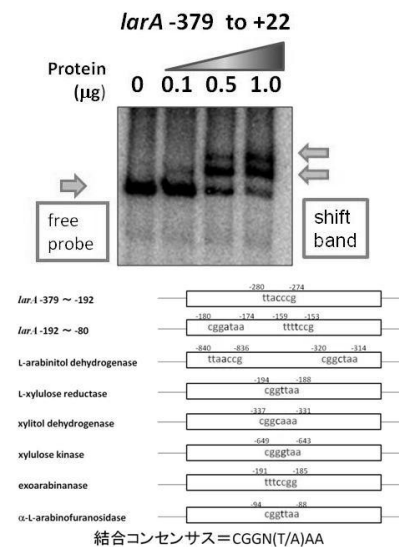 larA -379 to +22
Protein
(μg)
0 0.1 0.5 1.0
free
probe
shift
band
larA -379 ~ -192
-280 -274
ttacccg
larA -192 ~ -80
-180 -174 -159 -153
cggataa ttttccg
L-arabinitol dehydrogenase
-840 -836 -320 -314
ttaaccg cggctaa
L-xylulose reductase
-194 -188
cggttaa
xylitol dehydrogenase
-337 -331
cggcaaa
xylulose kinase
-649 -643
cgggtaa
exoarabinanase
-191 -185
tttccgg
α-L-arabinofuranosidase
-94 -88
cggttaa
結合コンセンサス=CGGN(T/A)AA